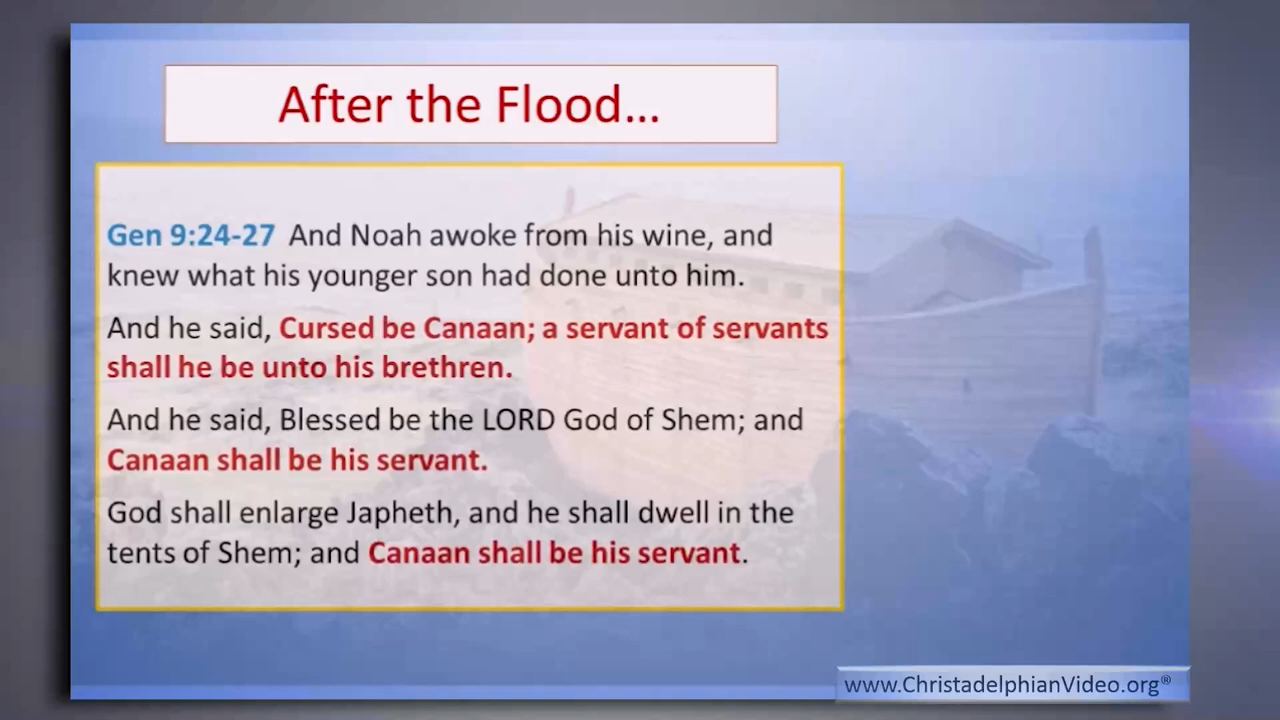 After the Flood...
Gen 9:24-27 And Noah awoke from his wine, and
knew what his younger son had done unto him.
And he said, Cursed be Canaan; a servant of servants
shall he be unto his brethren.
And he said, Blessed be the LORD God of Shem; and
Canaan shall be his servant.
God shall enlarge Japheth, and he shall dwell in the
tents of Shem; and Canaan shall be his servant.
www.ChristadelphianVideo.org®